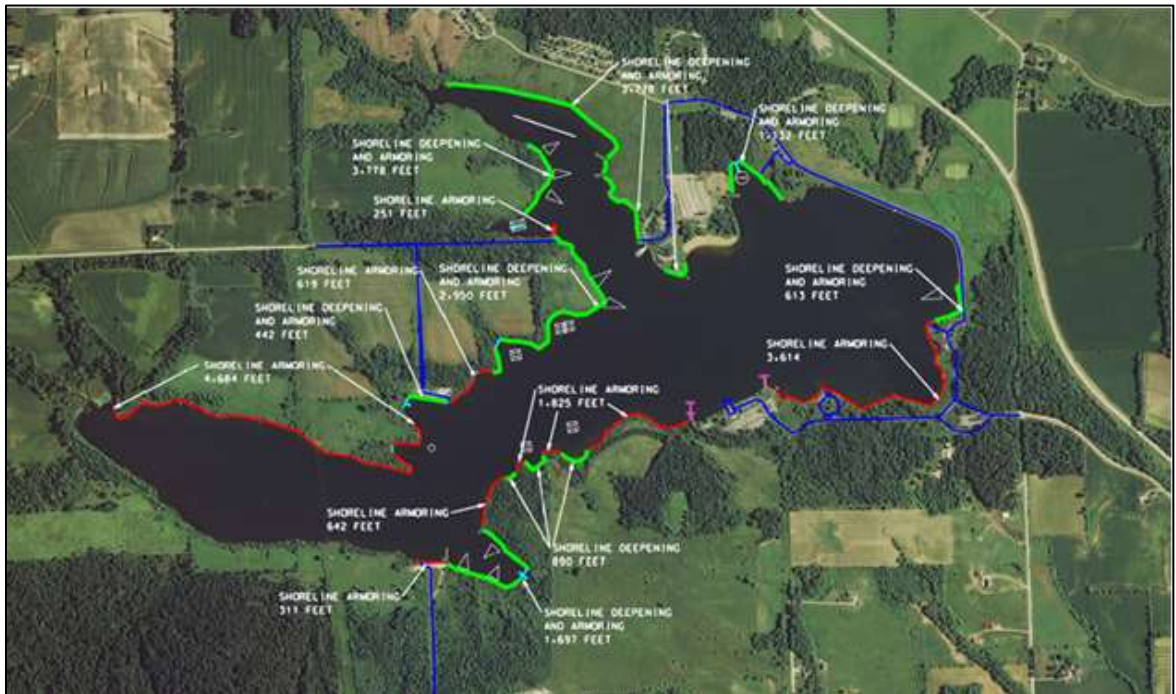 SHORELINE DEEPENING
AND ARMORING
3,778 FEET
SHORELINE DEEPENING
AND ARMORING
1,132 FEET
SHORELINE DEEPENING
AND ARMORING
3,778 FEET
SHORELINE ARMORING
251 FEET
SHORELINE ARMORING
619 FEET
SHORELINE DEEPENING
AND ARMORING
2,950 FEET
SHORELINE DEEPENING
AND ARMORING
613 FEET
SHORELINE DEEPENING
AND ARMORING
442 FEET
SHORELINE ARMORING
3,614
SHORELINE ARMORING
4,684 FEET
SHORELINE ARMORING
1,825 FEET
SHORELINE ARMORING
642 FEET
SHORELINE DEEPENING
890 FEET
SHORELINE ARMORING
311 FEET
SHORELINE DEEPENING
AND ARMORING
1,697 FEET